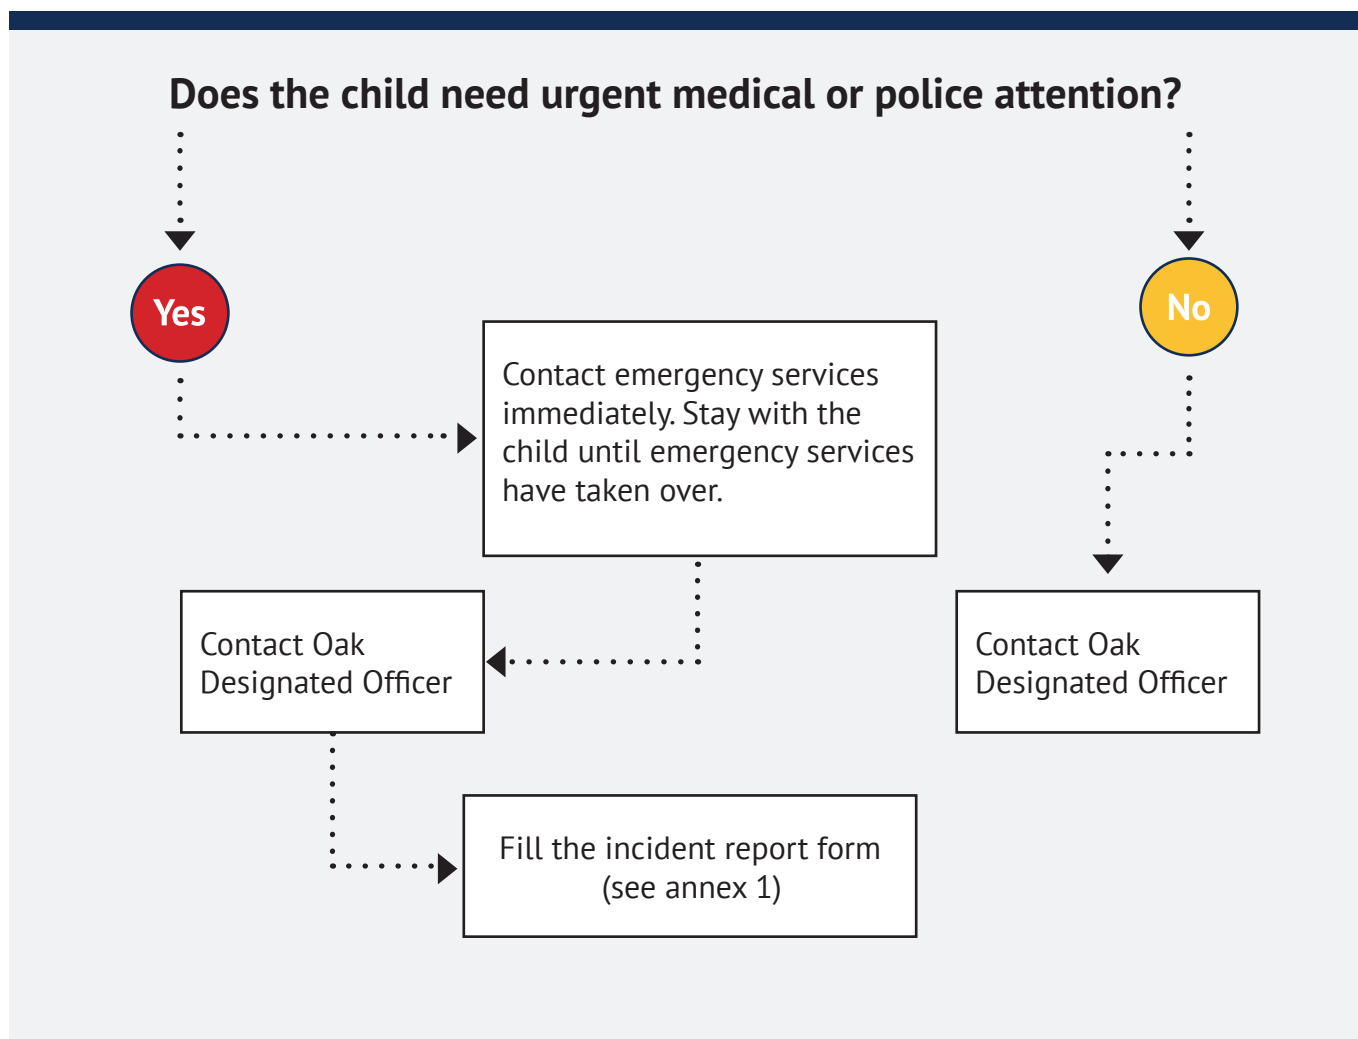 Does the child need urgent medical or police attention?
Yes
No
Contact emergency services
immediately. Stay with the
child until emergency services
have taken over.
Contact Oak
Designated Officer
Contact Oak
Designated Officer
Fill the incident report form
(see annex 1)